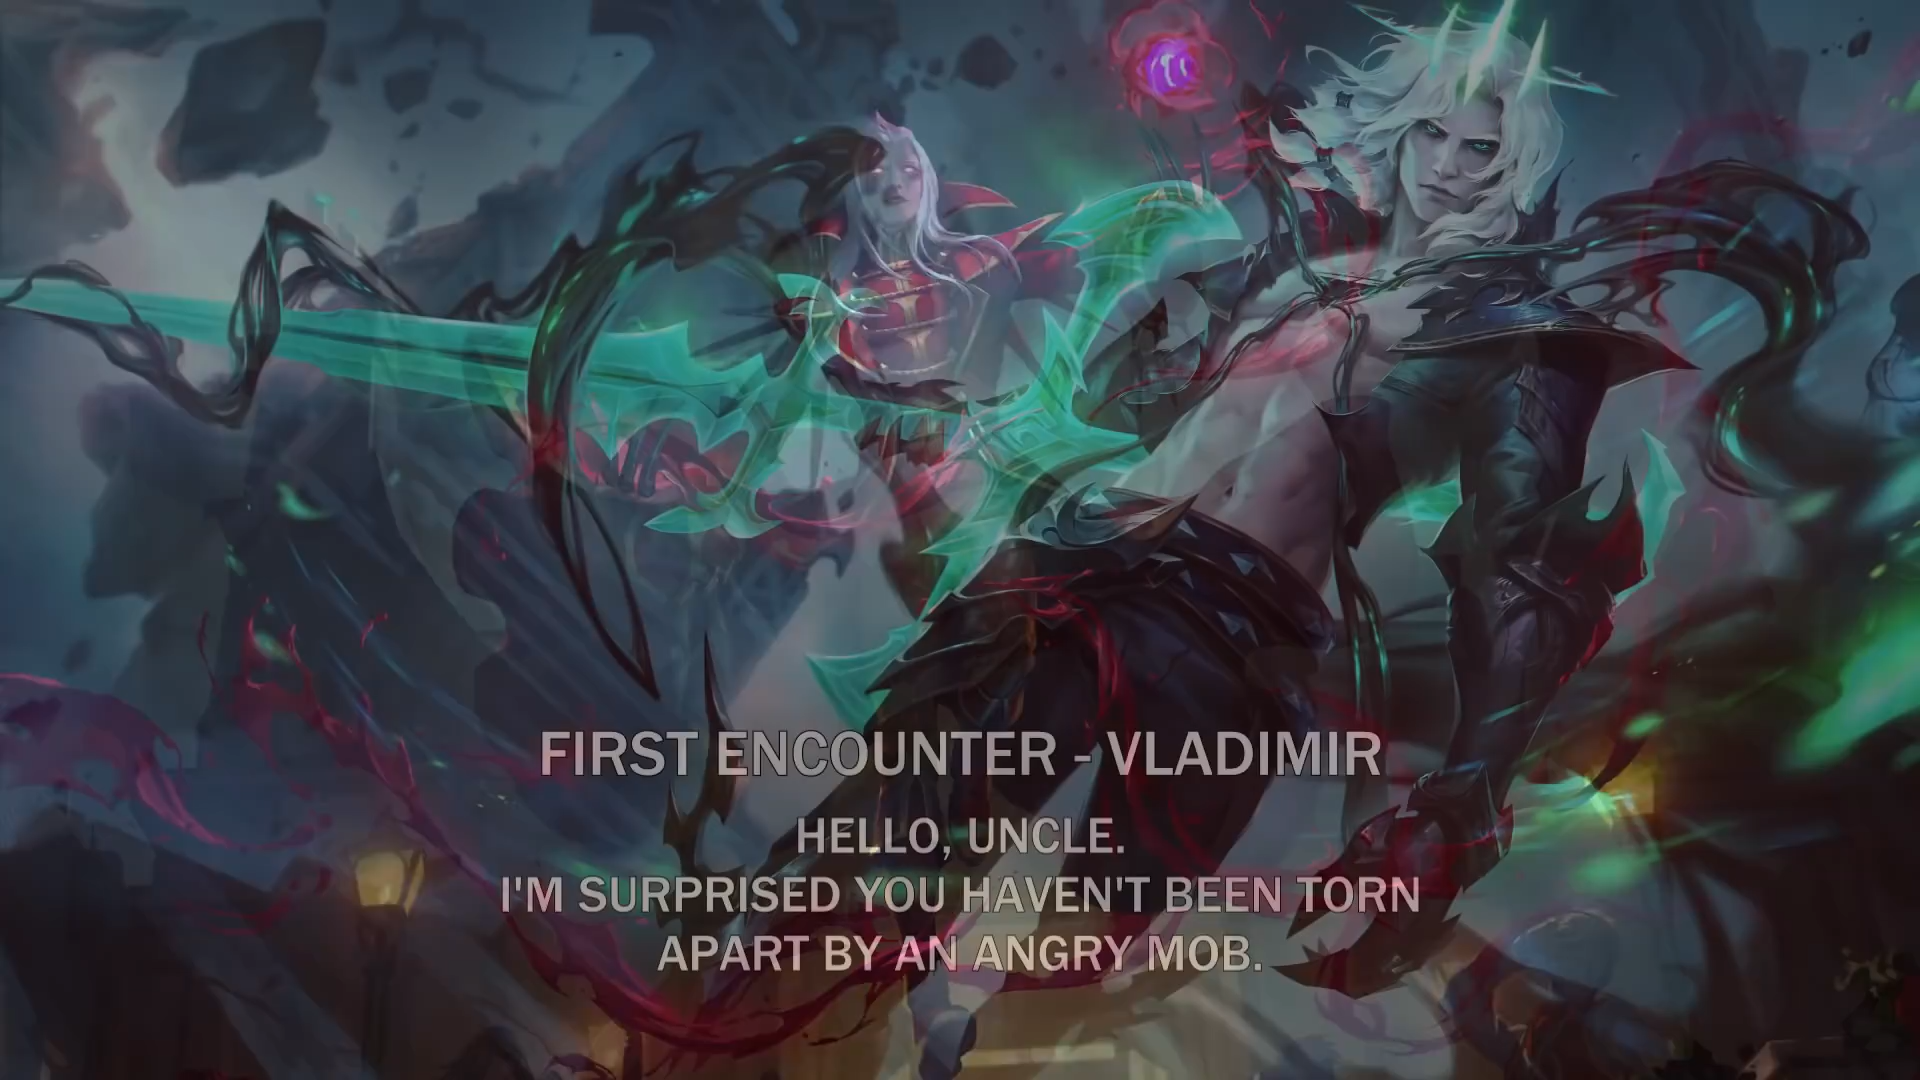 FIRST ENCOUNTER - VLADIMIR
HELLO, UNCLE.
I'M SURPRISED YOU HAVEN'T BEEN TORN
APART BY AN ANGRY MOB.